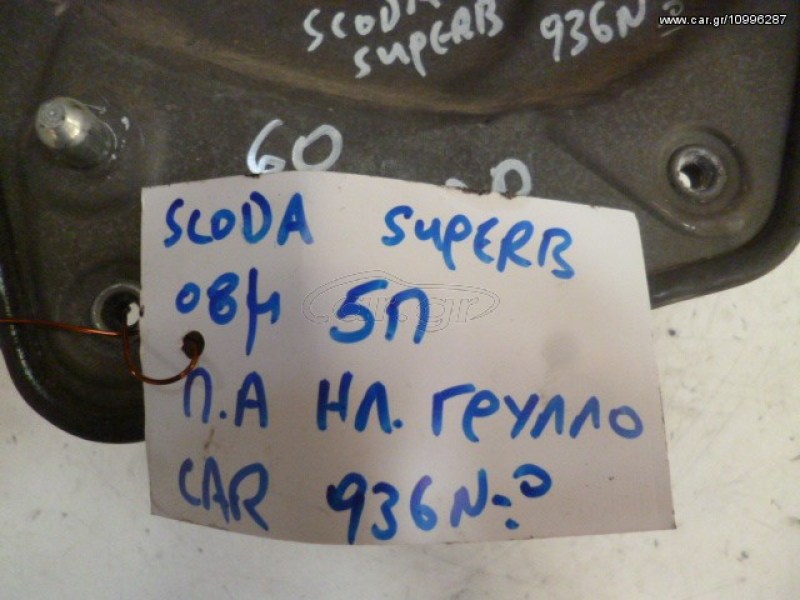 www.car.gr/10996287
SCODA
SUPERB 936N-º
60
SCODA SUPERB
08μ 5Π
Π.Α ΗΛ. ΓΡΥΛΛΟ
CAR 936N-º